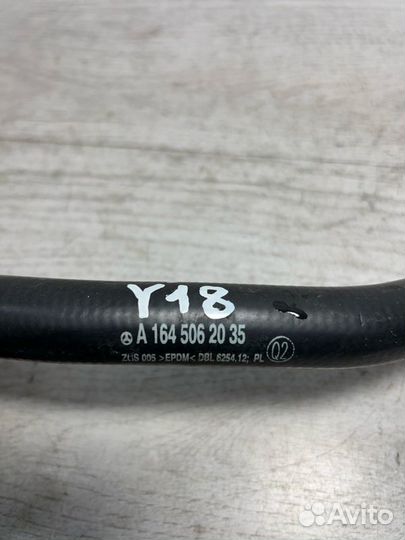 Y18
A 164 506 20 35
ZUS 005 >EPDM< DBL 6254,12; PL
Q2
Avito